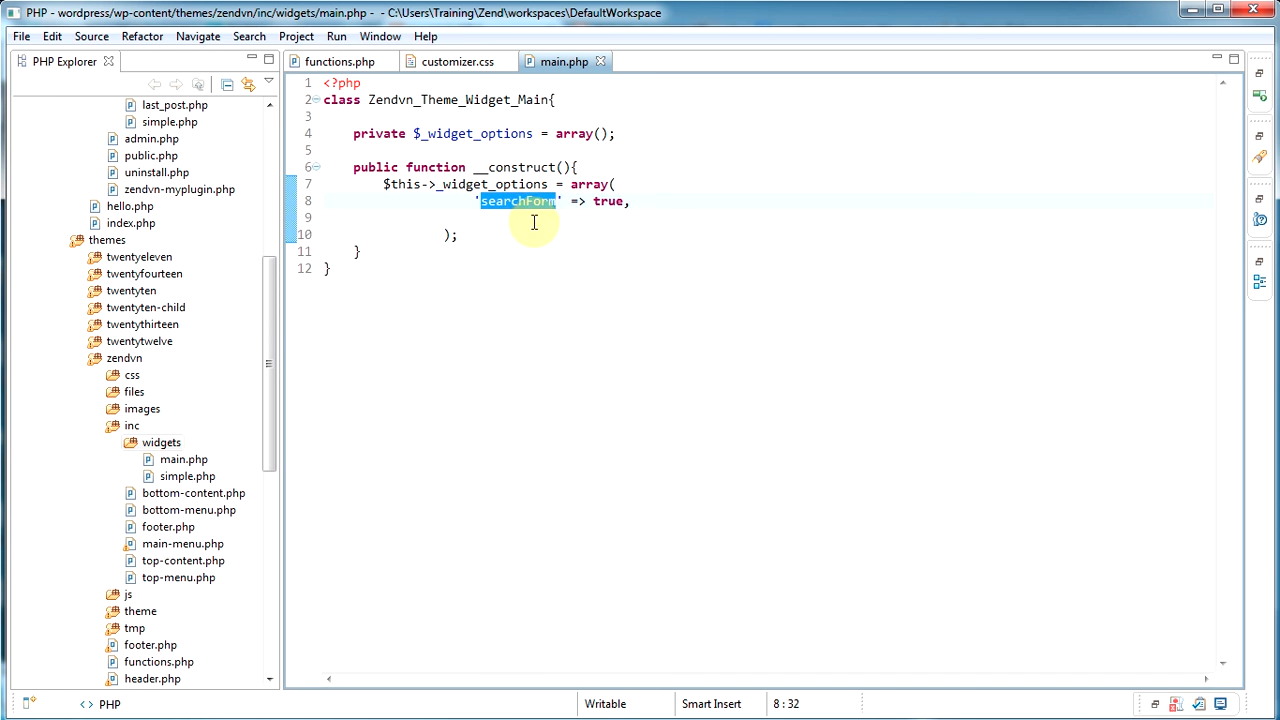 PHP - wordpress/wp-content/themes/zendvn/inc/widgets/main.php - - C:\Users\Training\Zend\workspaces\DefaultWorkspace
File Edit Source Refactor Navigate Search Project Run Window Help
PHP Explorer
functions.php
customizer.css
main.php
last_post.php
simple.php
admin.php
public.php
uninstall.php
zendvn-myplugin.php
hello.php
index.php
themes
twentyeleven
twentyfourteen
twentyten
twentyten-child
twentythirteen
twentytwelve
zendvn
css
files
images
inc
widgets
main.php
simple.php
bottom-content.php
bottom-menu.php
footer.php
main-menu.php
top-content.php
top-menu.php
js
theme
tmp
footer.php
functions.php
header.php
1 <?php
2 class Zendvn_Theme_Widget_Main{
3
4 private $_widget_options = array();
5
6 public function __construct(){
7 $this->_widget_options = array(
8 'searchForm' => true,
9
10 );
11 }
12 }
<> PHP
Writable
Smart Insert
8 : 32